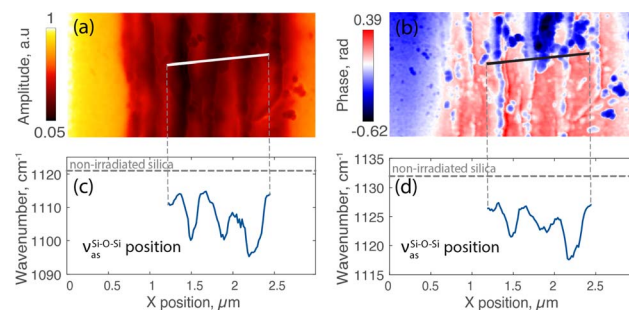 1
(a)
Amplitude, a.u
0.05
0.39
(b)
Phase, rad
-0.62
1120
1110
1100
1090
Wavenumber, cm⁻¹
non-irradiated silica
(c)
ν as Si-O-Si position
0 0.5 1 1.5 2 2.5
X position, μm
1135
1130
1125
1120
1115
Wavenumber, cm⁻¹
non-irradiated silica
(d)
ν as Si-O-Si position
0 0.5 1 1.5 2 2.5
X position, μm